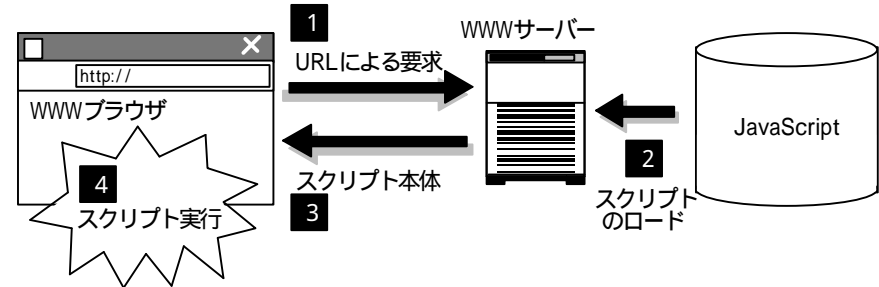 1
URLによる要求
WWWサーバー
http://
WWWブラウザ
JavaScript
2
スクリプト
のロード
スクリプト本体
3
4
スクリプト実行